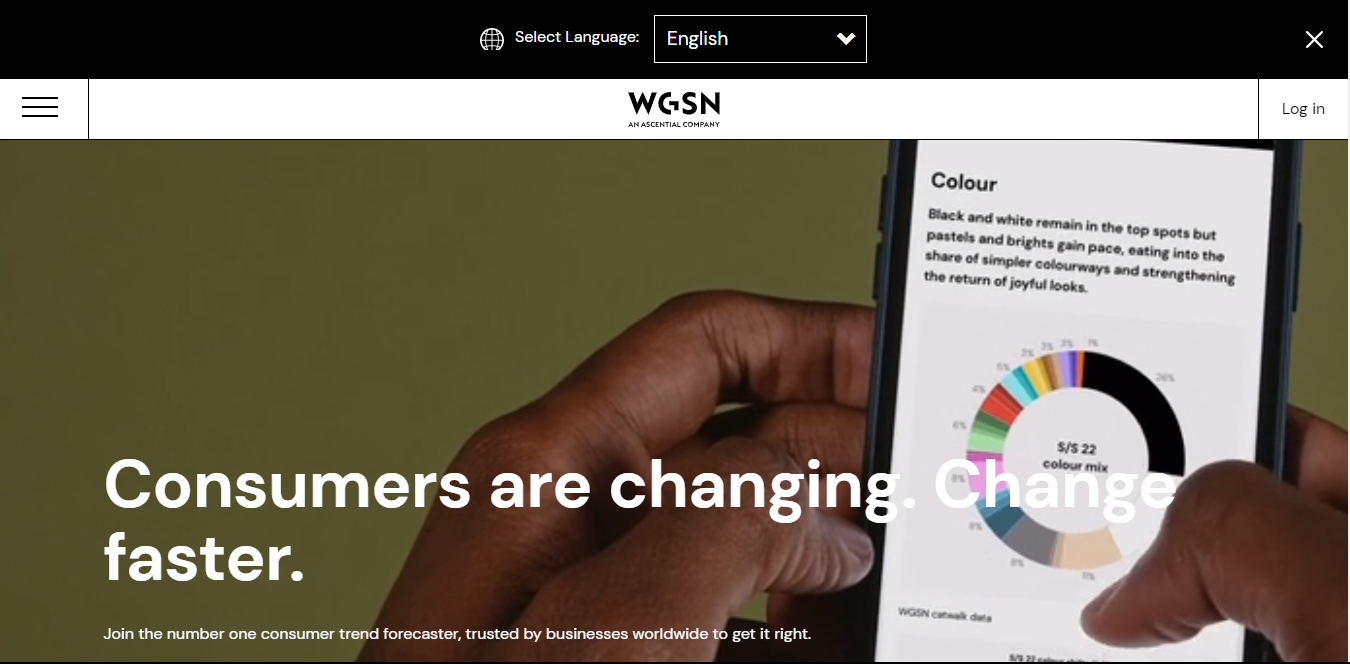 Select Language:
English
WGSN
AN ASCENTIAL COMPANY
Log in
Colour
Black and white remain in the top spots but
pastels and brights gain pace, eating into the
share of simpler colourways and strengthening
the return of joyful looks.
3% 3% 3% 1%
5%
26%
4%
6%
S/S 22
colour mix
8%
8%
8%
11%
Consumers are changing. Change
faster.
WGSN catwalk data
Join the number one consumer trend forecaster, trusted by businesses worldwide to get it right.